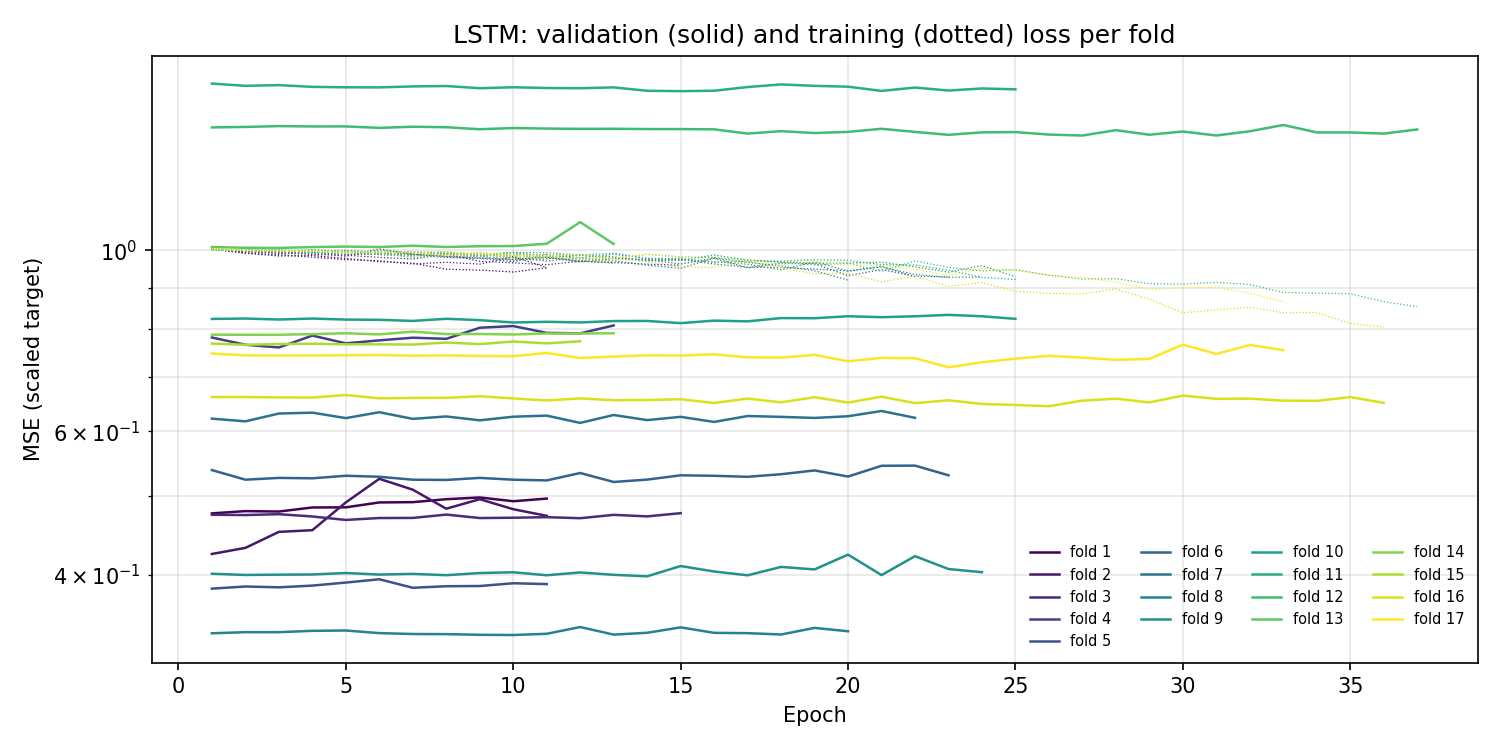 LSTM: validation (solid) and training (dotted) loss per fold
MSE (scaled target)
10⁰
6 × 10⁻¹
4 × 10⁻¹
0 5 10 15 20 25 30 35
Epoch
fold 1 fold 6 fold 10 fold 14
fold 2 fold 7 fold 11 fold 15
fold 3 fold 8 fold 12 fold 16
fold 4 fold 9 fold 13 fold 17
fold 5